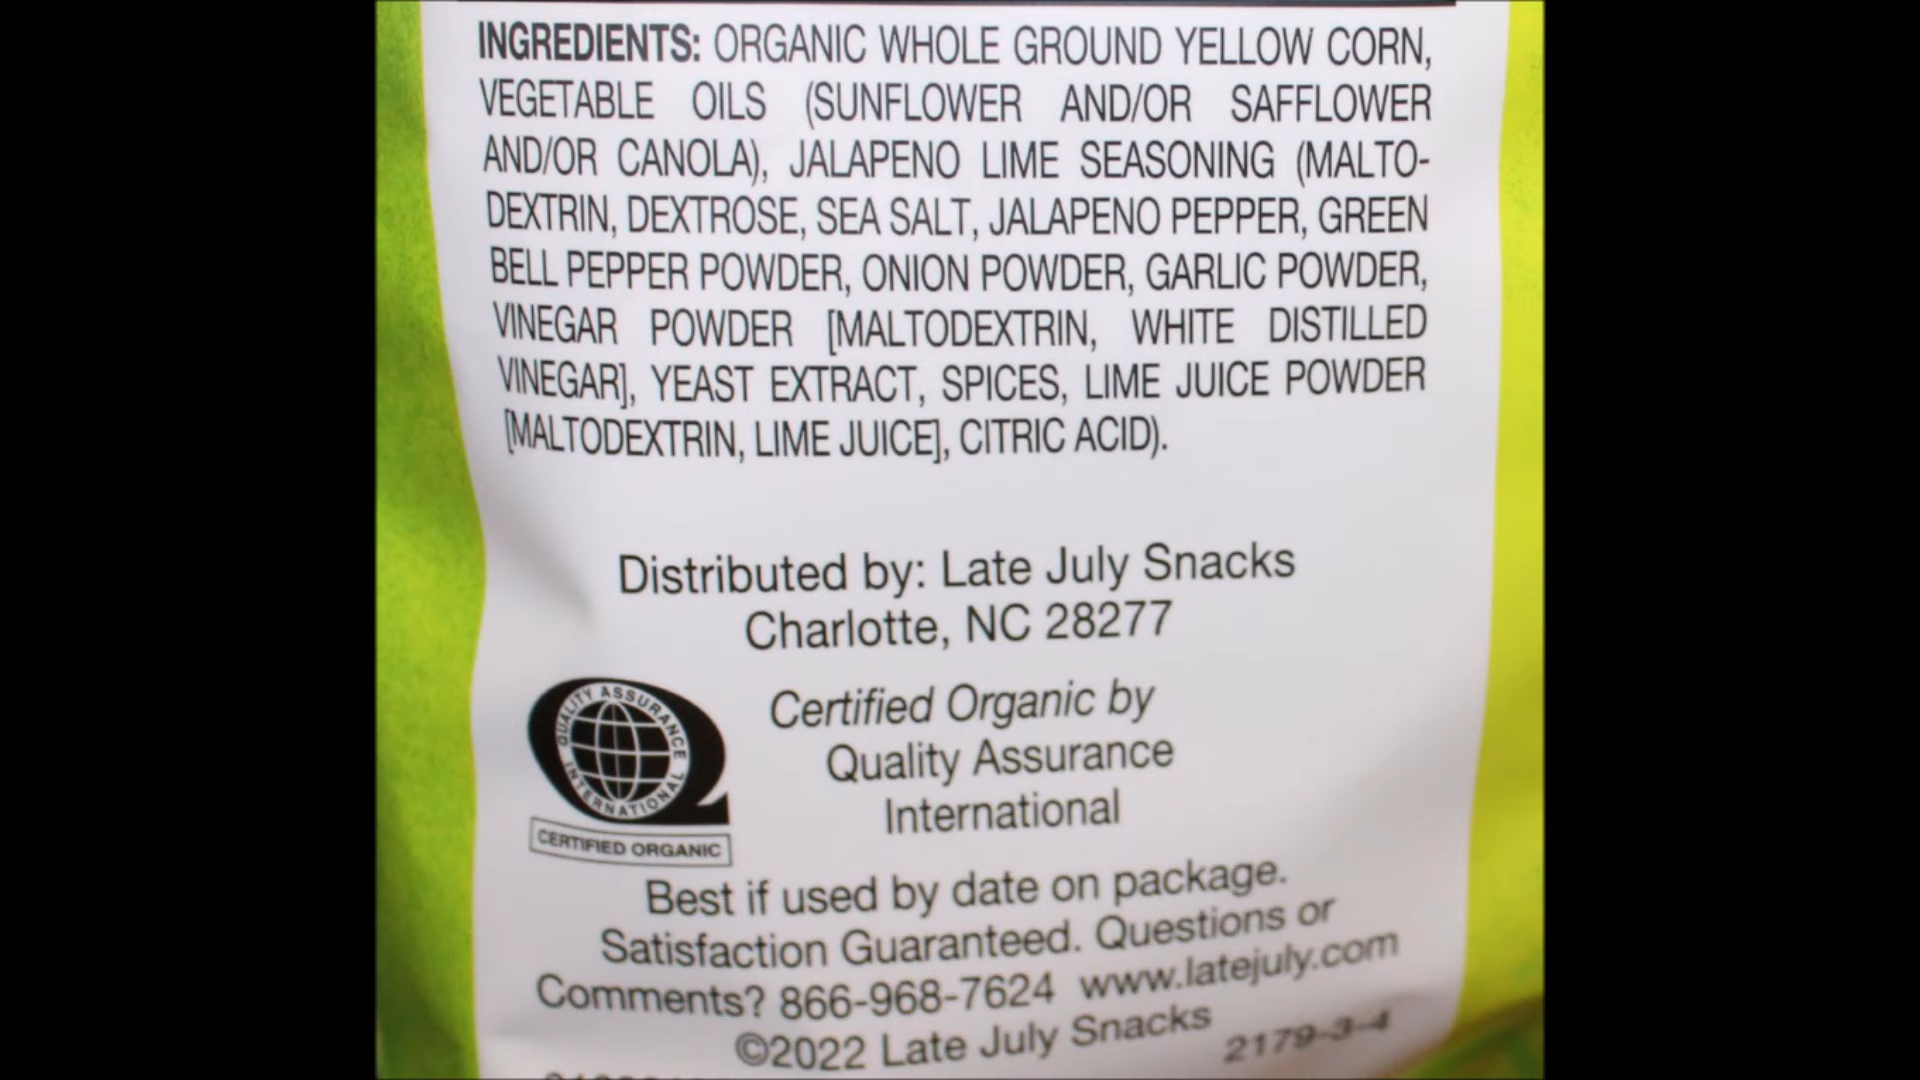 INGREDIENTS: ORGANIC WHOLE GROUND YELLOW CORN,
VEGETABLE OILS (SUNFLOWER AND/OR SAFFLOWER
AND/OR CANOLA), JALAPENO LIME SEASONING (MALTO-
DEXTRIN, DEXTROSE, SEA SALT, JALAPENO PEPPER, GREEN
BELL PEPPER POWDER, ONION POWDER, GARLIC POWDER,
VINEGAR POWDER [MALTODEXTRIN, WHITE DISTILLED
VINEGAR], YEAST EXTRACT, SPICES, LIME JUICE POWDER
[MALTODEXTRIN, LIME JUICE], CITRIC ACID).
Distributed by: Late July Snacks
Charlotte, NC 28277
QUALITY ASSURANCE
INTERNATIONAL
CERTIFIED ORGANIC
Certified Organic by
Quality Assurance
International
Best if used by date on package.
Satisfaction Guaranteed. Questions or
Comments? 866-968-7624 www.latejuly.com
©2022 Late July Snacks
2179-3-4